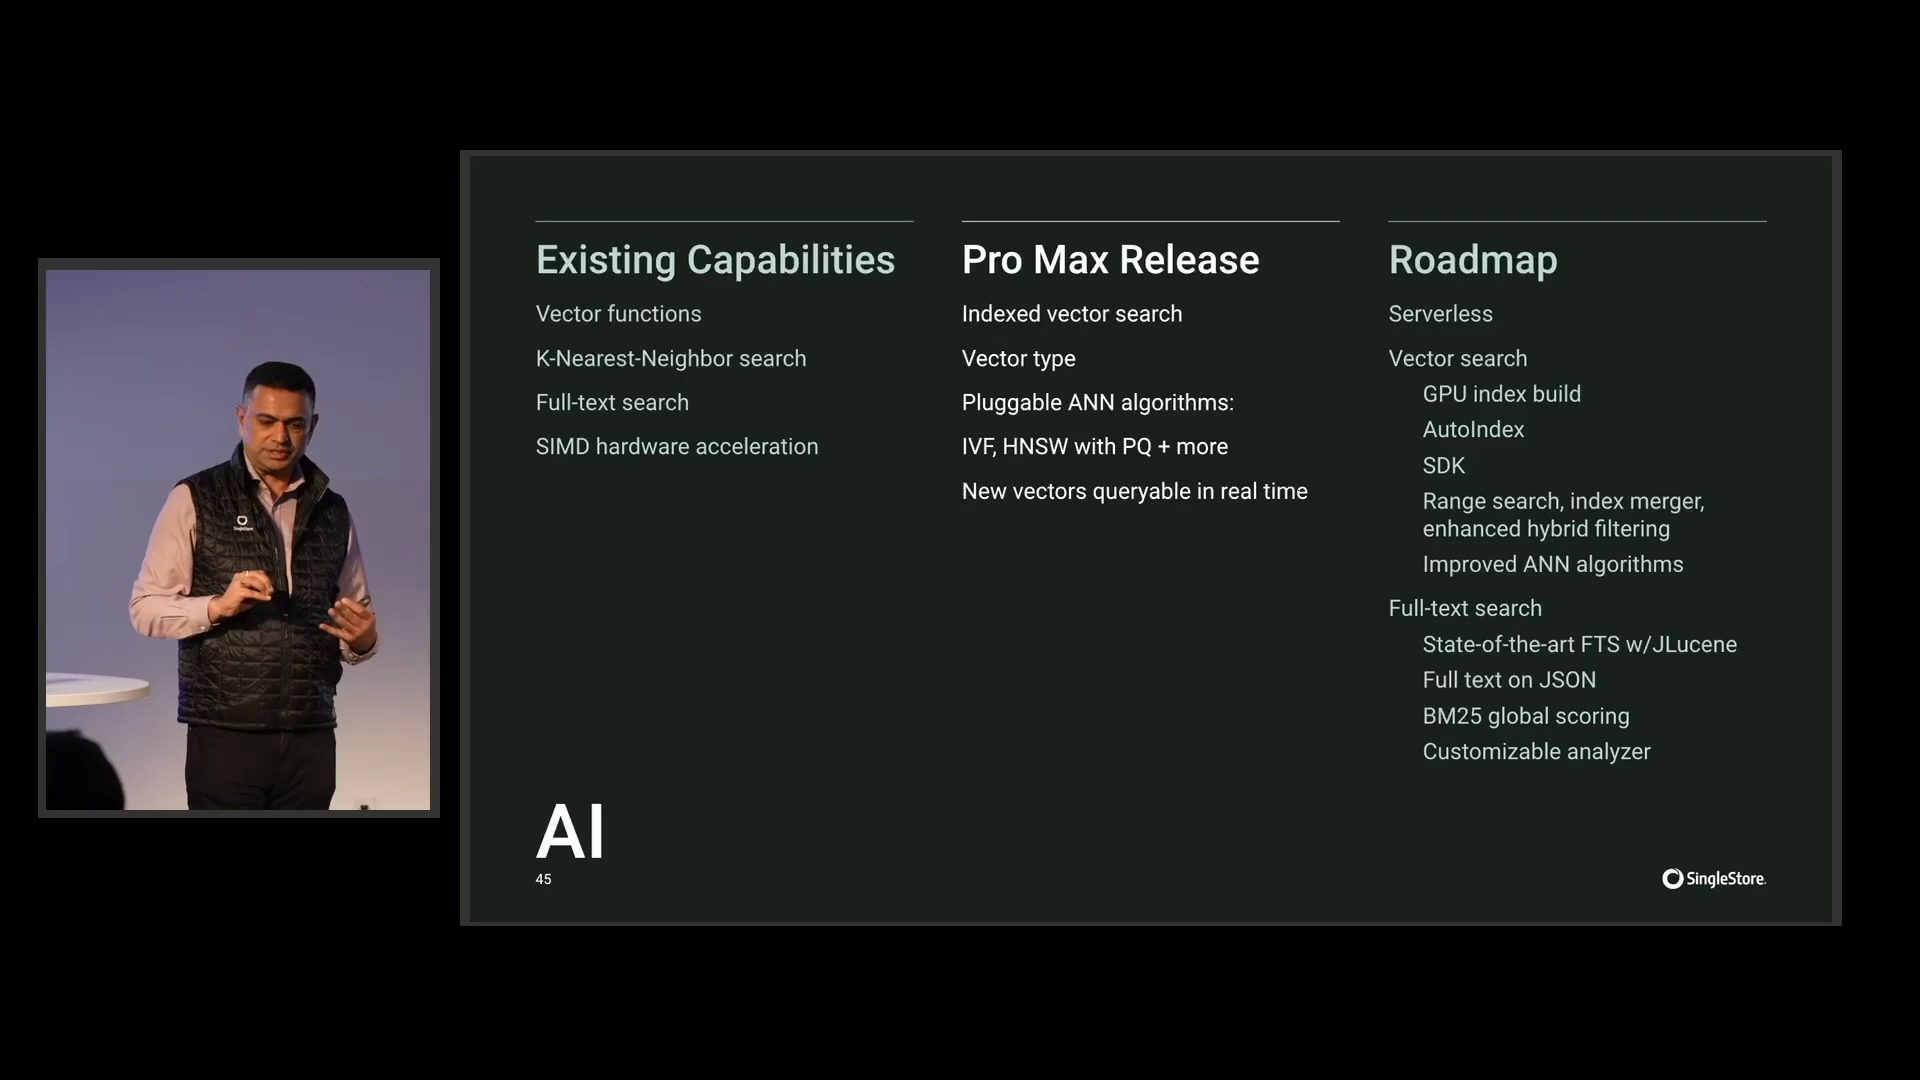 Existing Capabilities
Vector functions
K-Nearest-Neighbor search
Full-text search
SIMD hardware acceleration
Pro Max Release
Indexed vector search
Vector type
Pluggable ANN algorithms:
IVF, HNSW with PQ + more
New vectors queryable in real time
Roadmap
Serverless
Vector search
GPU index build
AutoIndex
SDK
Range search, index merger,
enhanced hybrid filtering
Improved ANN algorithms
Full-text search
State-of-the-art FTS w/JLucene
Full text on JSON
BM25 global scoring
Customizable analyzer
AI
45
SingleStore
SingleStore